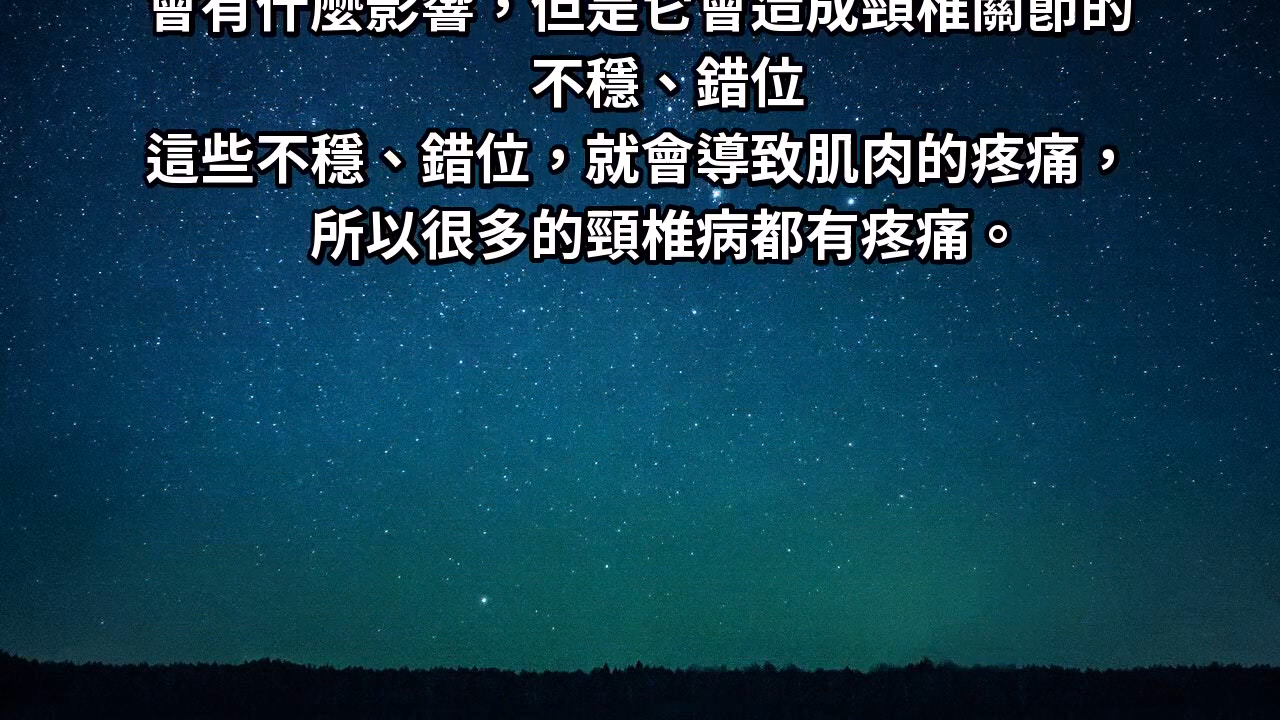 會有什麼影響，但是它會造成頸椎關節的
不穩、錯位
這些不穩、錯位，就會導致肌肉的疼痛，
所以很多的頸椎病都有疼痛。